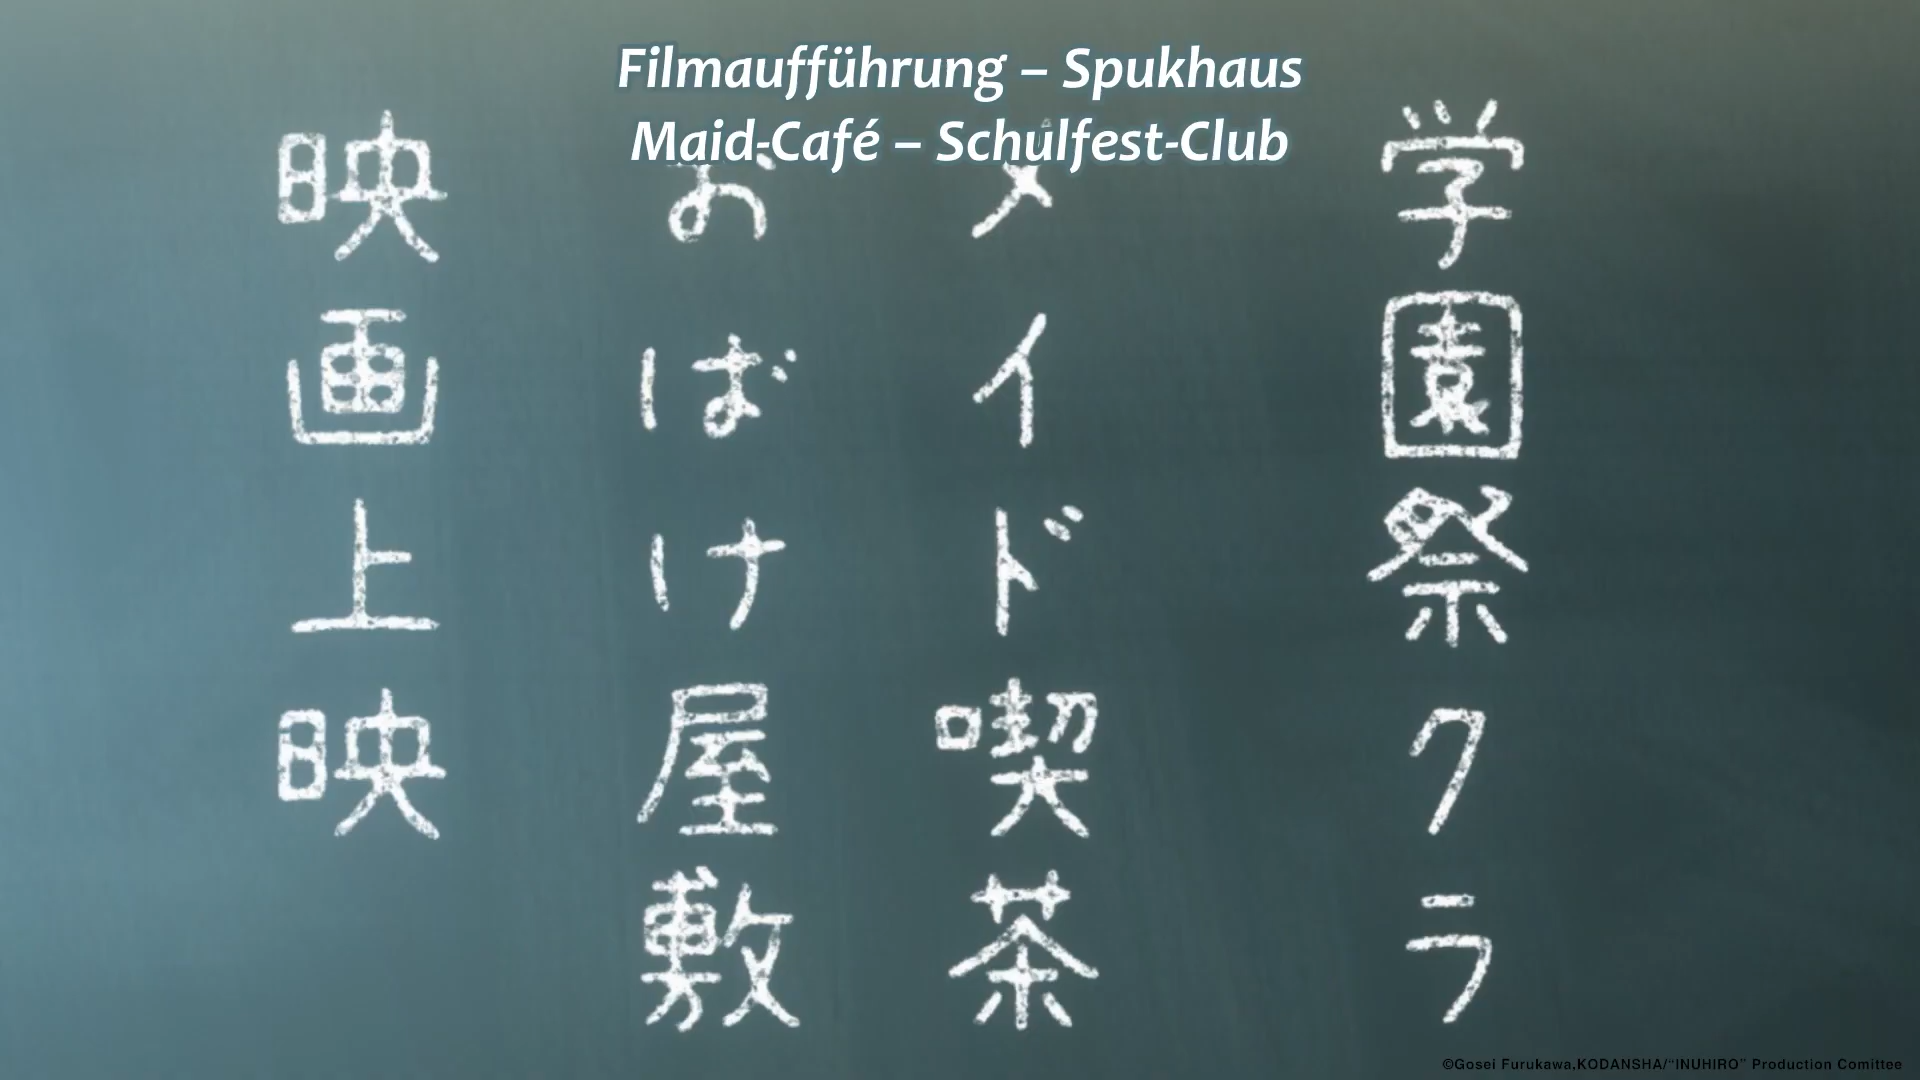 Filmaufführung – Spukhaus
Maid-Café – Schulfest-Club
学園祭クラ
メイド喫茶
おばけ屋敷
映画上映
©Gosei Furukawa,KODANSHA/“INUHIRO” Production Comittee